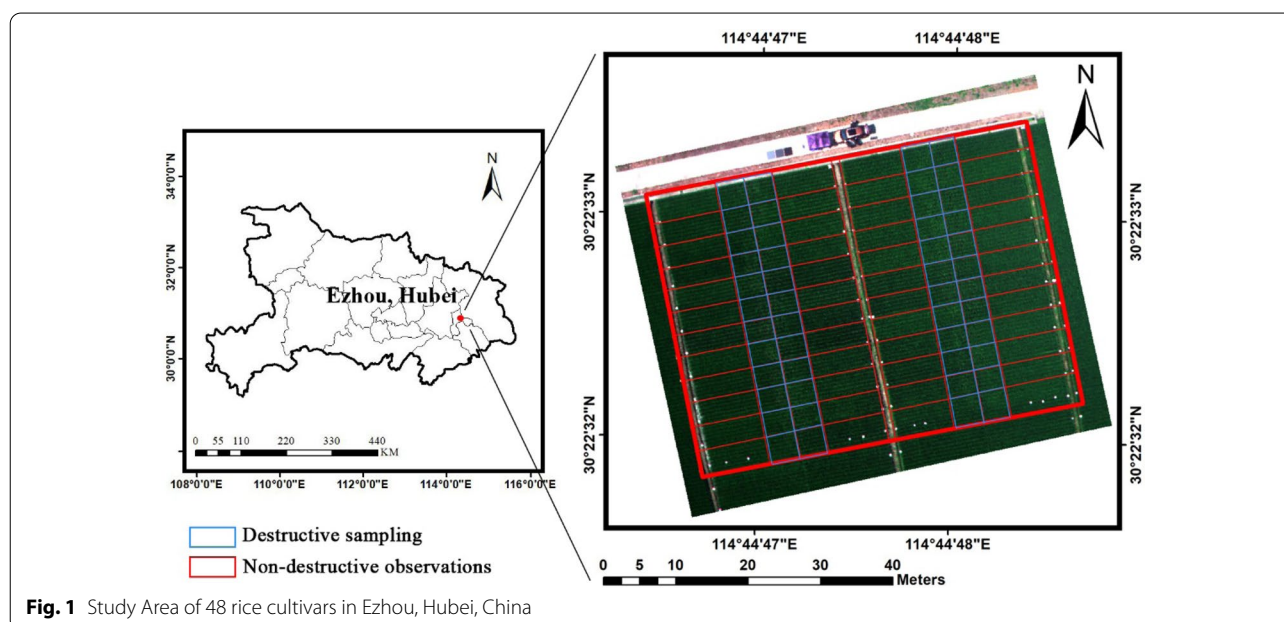 114°44'47"E 114°44'48"E
N
30°22'33"N 30°22'33"N
30°22'32"N 30°22'32"N
114°44'47"E 114°44'48"E
0 5 10 20 30 40
Meters
N
34°0'0"N
32°0'0"N
30°0'0"N
Ezhou, Hubei
0 55 110 220 330 440
KM
108°0'0"E 110°0'0"E 112°0'0"E 114°0'0"E 116°0'0"E
Destructive sampling
Non-destructive observations
Fig. 1 Study Area of 48 rice cultivars in Ezhou, Hubei, China